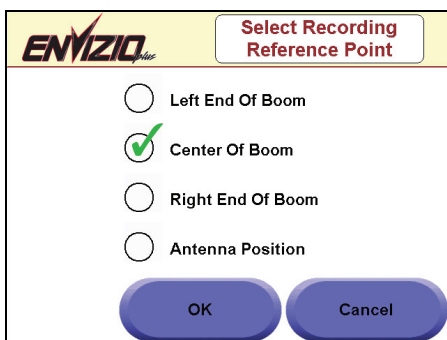 ENVIZIO plus
Select Recording
Reference Point
Left End Of Boom
Center Of Boom
Right End Of Boom
Antenna Position
OK
Cancel